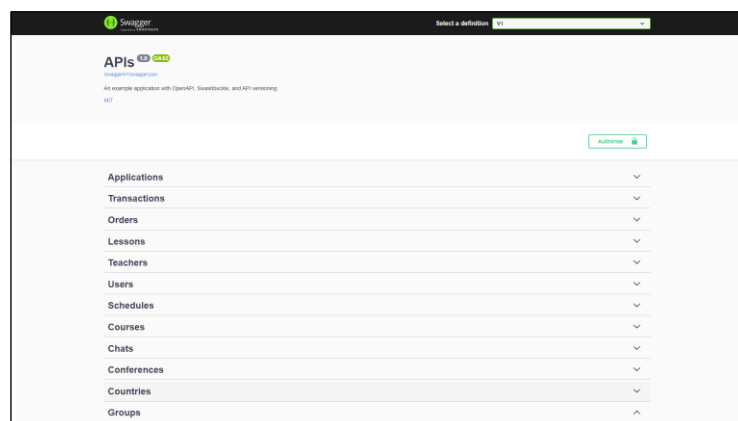 Swagger
Select a definition V1
APIs 1.0 OAS3
/swagger/v1/swagger.json
An example application with OpenAPI, Swashbuckle, and API versioning.
MIT
Authorize
Applications
Transactions
Orders
Lessons
Teachers
Users
Schedules
Courses
Chats
Conferences
Countries
Groups